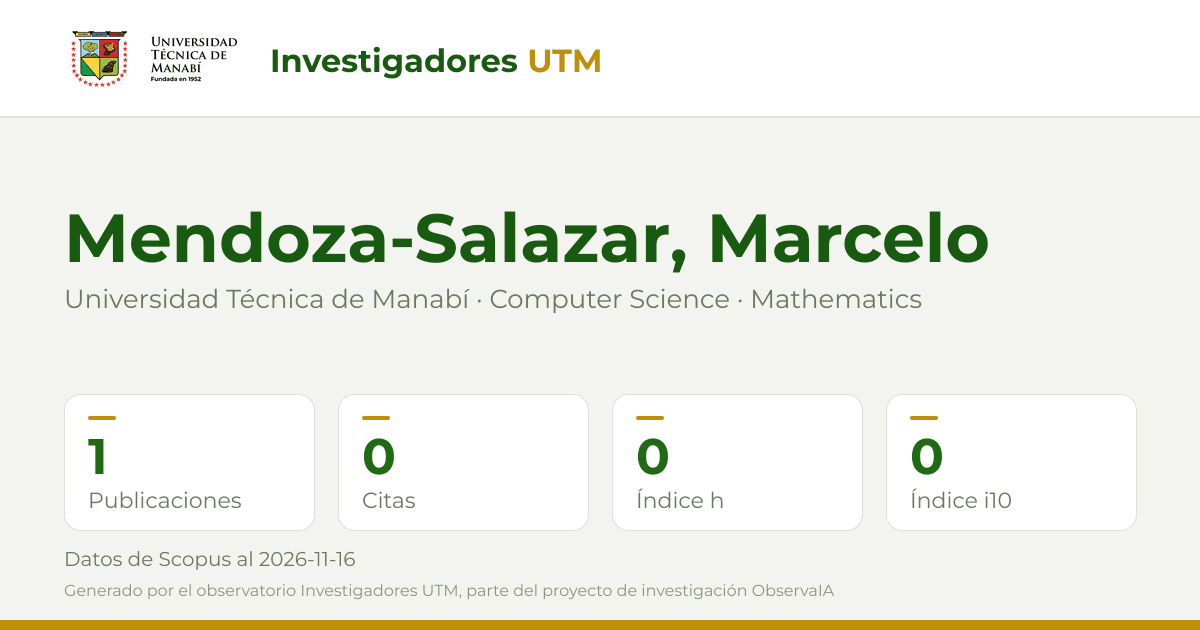 UNIVERSIDAD
TÉCNICA DE
MANABÍ
Fundada en 1952
Investigadores UTM
Mendoza-Salazar, Marcelo
Universidad Técnica de Manabí · Computer Science · Mathematics
1
Publicaciones
0
Citas
0
Índice h
0
Índice i10
Datos de Scopus al 2026-11-16
Generado por el observatorio Investigadores UTM, parte del proyecto de investigación ObservaIA